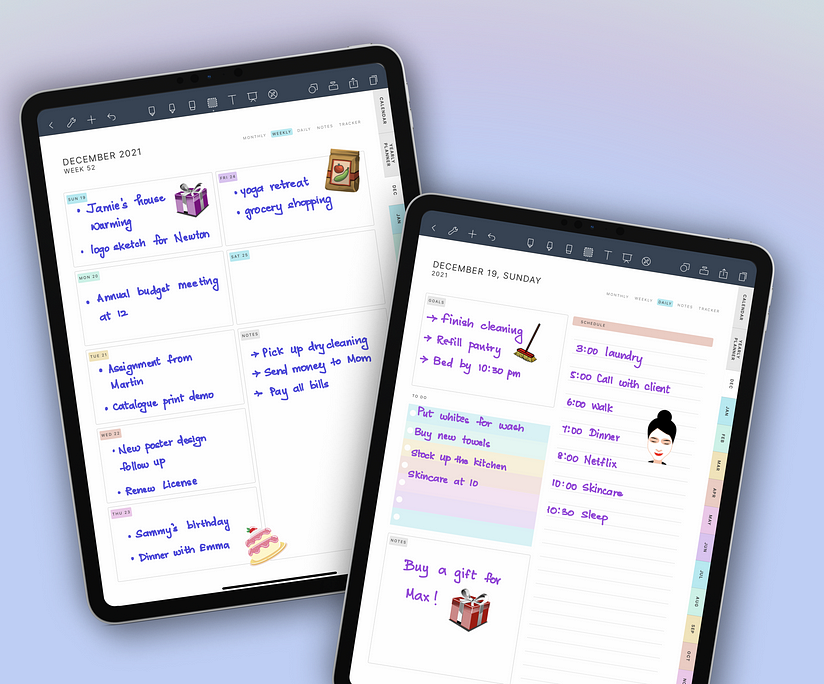 DECEMBER 2021
WEEK 52
MONTHLY WEEKLY DAILY NOTES TRACKER
SUN 19
• Jamie's house
warming
• logo sketch for Newton
MON 20
• Annual budget meeting
at 12
TUE 21
• Assignment from
Martin
• Catalogue print demo
WED 22
• New poster design
follow up
• Renew License
THU 23
• Sammy's birthday
• Dinner with Emma
FRI 24
• yoga retreat
• grocery shopping
SAT 25
NOTES
→ Pick up drycleaning
→ Send money to Mom
→ Pay all bills
CALENDAR
YEARLY
PLANNER
DEC
JAN
DECEMBER 19, SUNDAY
2021
MONTHLY WEEKLY DAILY NOTES TRACKER
GOALS
→ finish cleaning
→ Refill pantry
→ Bed by 10:30 pm
TO DO
Put whites for wash
Buy new towels
Stock up the kitchen
Skincare at 10
NOTES
Buy a gift for
Max!
SCHEDULE
3:00 laundry
5:00 Call with client
6:00 walk
7:00 Dinner
8:00 Netflix
10:00 Skincare
10:30 Sleep
CALENDAR
YEARLY
PLANNER
DEC
JAN
FEB
MAR
APR
MAY
JUN
JUL
AUG
SEP
OCT